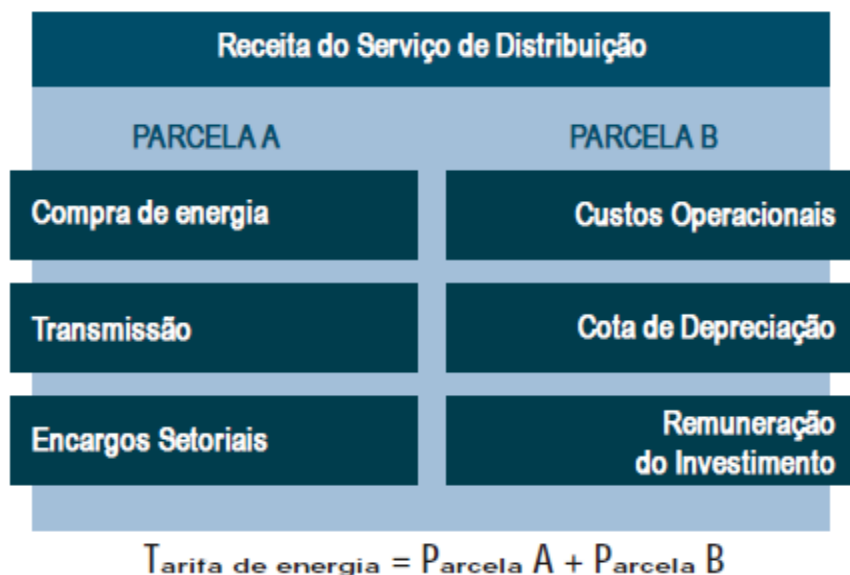 Receita do Serviço de Distribuição
PARCELA A
PARCELA B
Compra de energia
Custos Operacionais
Transmissão
Cota de Depreciação
Encargos Setoriais
Remuneração
do Investimento
Tarifa de energia = Parcela A + Parcela B